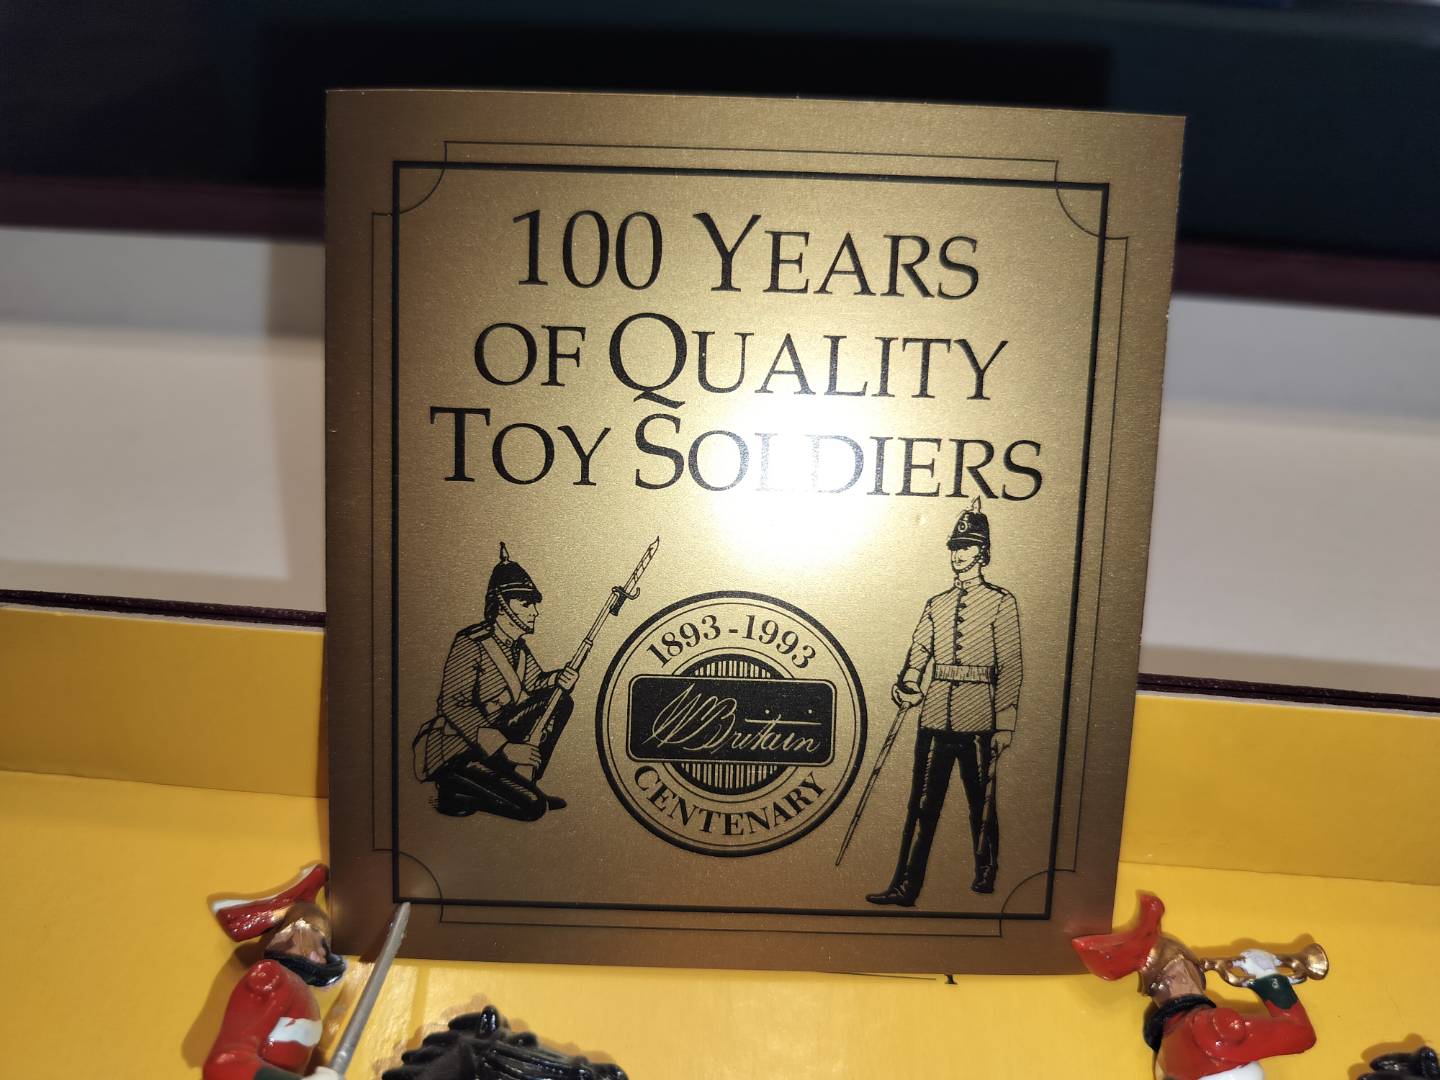 100 YEARS
OF QUALITY
TOY SOLDIERS
1893-1993
W Britain
CENTENARY